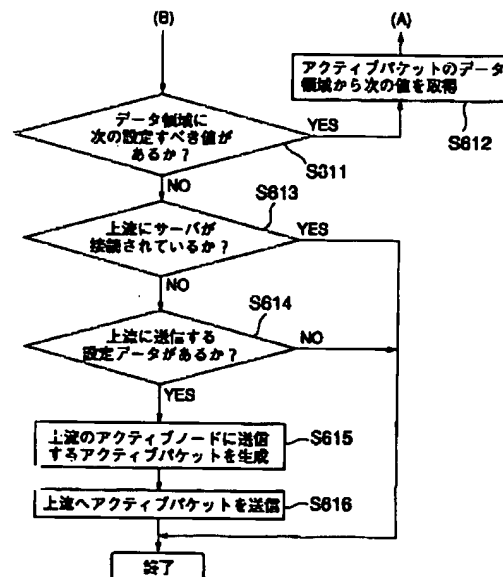 (B)
(A)
アクティブパケットのデータ
領域から次の値を取得
S612
データ領域に
次の設定すべき値が
あるか？
YES
S611
NO
S613
上流にサーバが
接続されているか？
YES
NO
S614
上流に送信する
設定データがあるか？
NO
YES
上流のアクティブノードに送信
するアクティブパケットを生成
S615
上流へアクティブパケットを送信
S616
終了